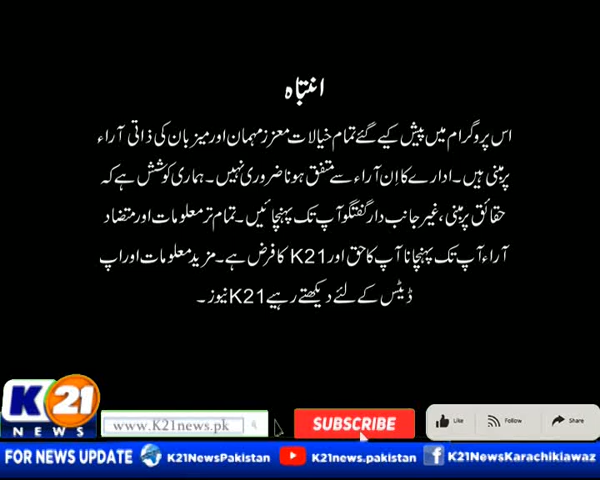 انتباہ
اس پروگرام میں پیش کیے گئے تمام خیالات معزز مہمان اور میزبان کی ذاتی آراء
پر مبنی ہیں۔ ادارے کا اِن آراء سے متفق ہونا ضروری نہیں۔ ہماری کوشش ہے کہ
حقائق پر مبنی، غیر جانب دار گفتگو آپ تک پہنچائیں۔ تمام تر معلومات اور متضاد
آراء آپ تک پہنچانا آپ کا حق اور K21 کا فرض ہے۔ مزید معلومات اور اپ
ڈیٹس کے لئے دیکھتے رہیے K21 نیوز۔
K21
NEWS
www.K21news.pk
SUBSCRIBE
Like
Follow
Share
FOR NEWS UPDATE
K21NewsPakistan
K21news.pakistan
K21NewsKarachikiawaz